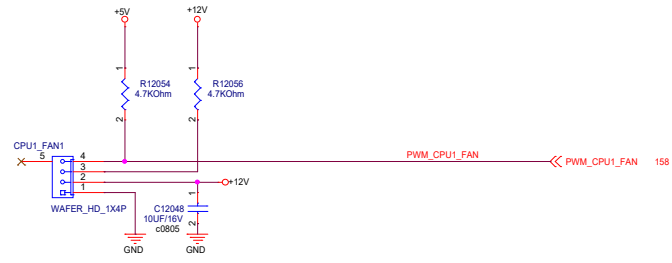 +5V
+12V
1
1
R12054
4.7KOhm
R12056
4.7KOhm
2
2
CPU1_FAN1
5
4
3
2
1
PWM_CPU1_FAN
PWM_CPU1_FAN 158
+12V
WAFER_HD_1X4P
1
C12048
10UF/16V
c0805
2
GND
GND